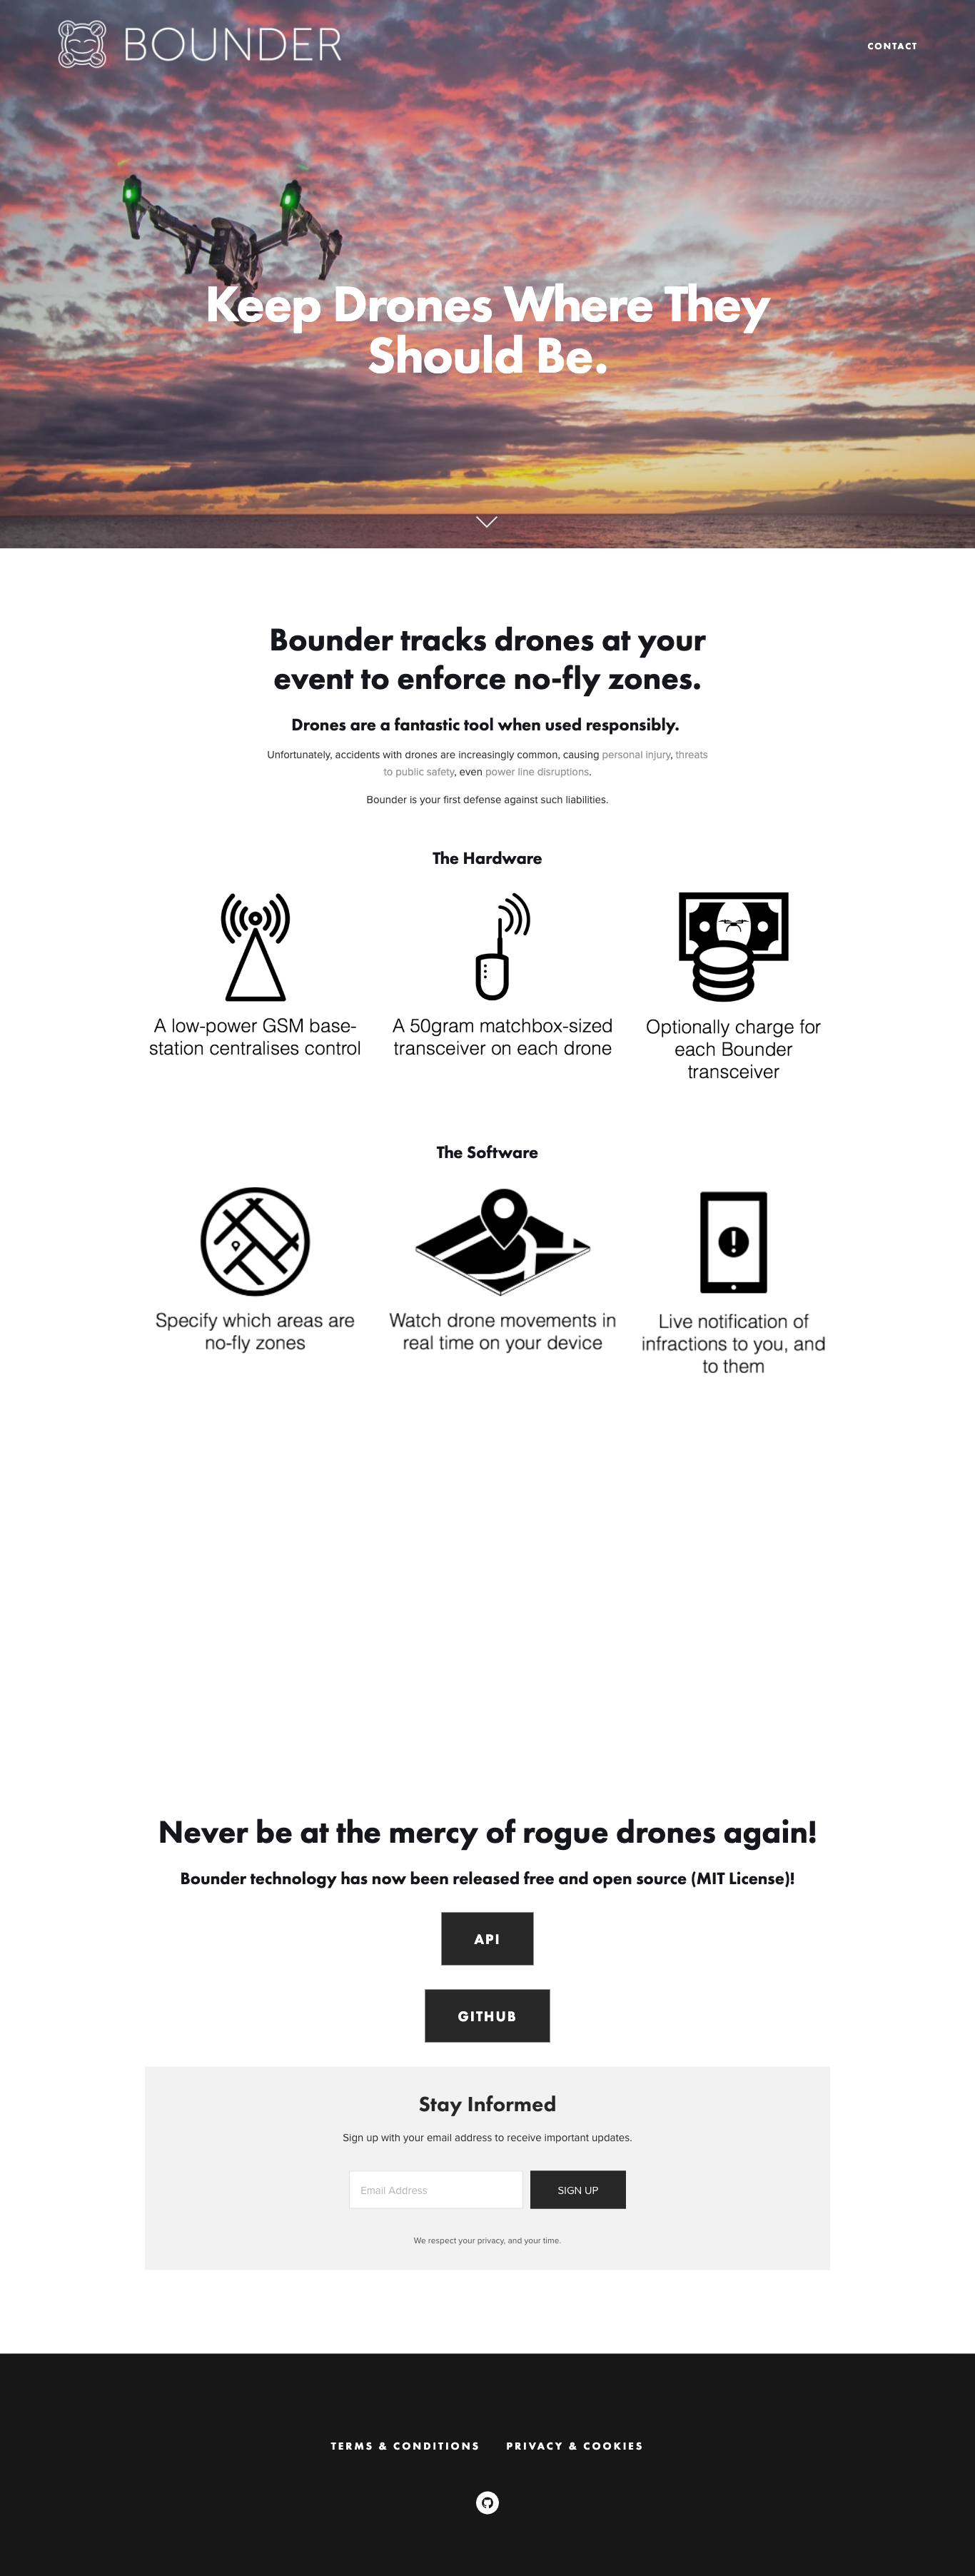 BOUNDER
CONTACT
Keep Drones Where They
Should Be.
Bounder tracks drones at your
event to enforce no-fly zones.
Drones are a fantastic tool when used responsibly.
Unfortunately, accidents with drones are increasingly common, causing personal injury, threats
to public safety, even power line disruptions.
Bounder is your first defense against such liabilities.
The Hardware
A low-power GSM base-
station centralises control
A 50gram matchbox-sized
transceiver on each drone
Optionally charge for
each Bounder
transceiver
The Software
Specify which areas are
no-fly zones
Watch drone movements in
real time on your device
Live notification of
infractions to you, and
to them
Never be at the mercy of rogue drones again!
Bounder technology has now been released free and open source (MIT License)!
API
GITHUB
Stay Informed
Sign up with your email address to receive important updates.
Email Address
SIGN UP
We respect your privacy, and your time.
TERMS & CONDITIONS
PRIVACY & COOKIES